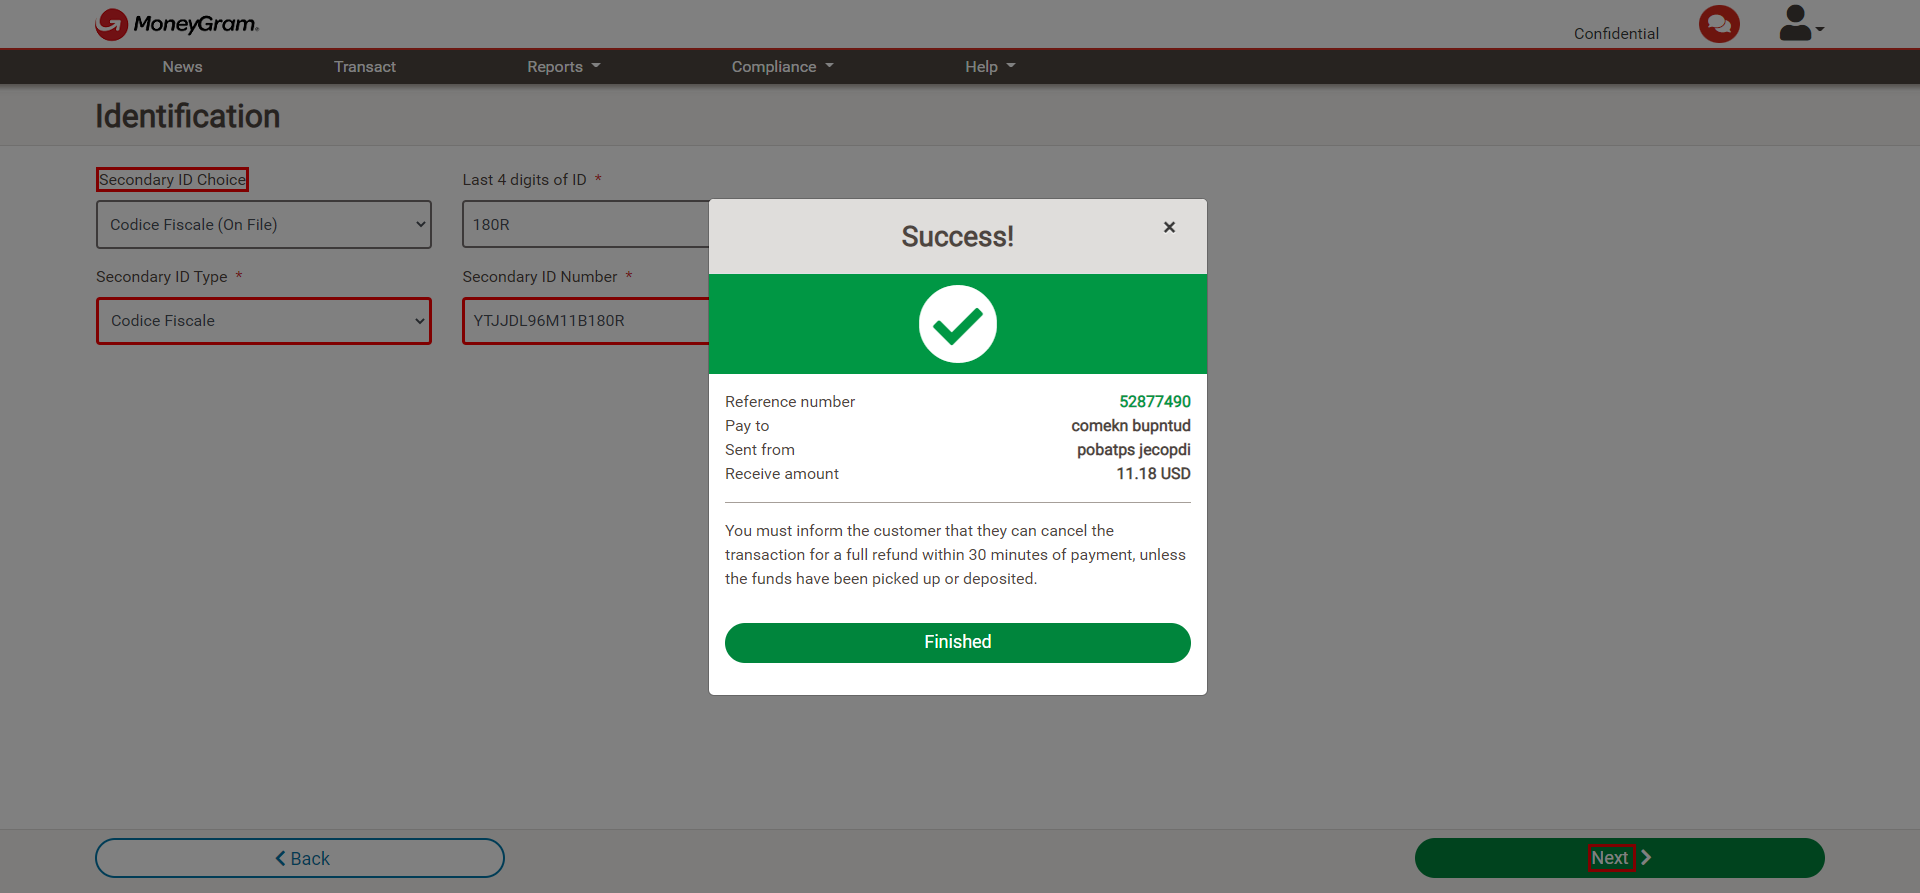 MoneyGram.
Confidential
News Transact Reports Compliance Help
Identification
Secondary ID Choice
Last 4 digits of ID *
Codice Fiscale (On File)
180R
Secondary ID Type *
Secondary ID Number *
Codice Fiscale
YTJJDL96M11B180R
Success!
×
Reference number 52877490
Pay to comekn bupntud
Sent from pobatps jecopdi
Receive amount 11.18 USD
You must inform the customer that they can cancel the
transaction for a full refund within 30 minutes of payment, unless
the funds have been picked up or deposited.
Finished
Back
Next